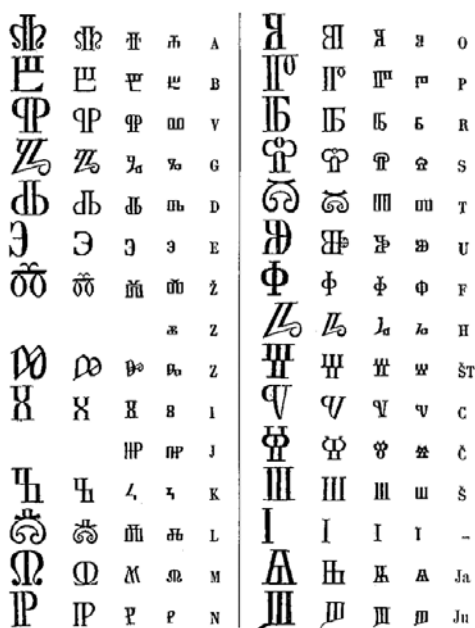 Ⰰ Ⰰ ⰰ ⰰ A
Ⰱ Ⰱ ⰱ ⰱ B
Ⰲ Ⰲ ⰲ ⰲ V
Ⰳ Ⰳ ⰳ ⰳ G
Ⰴ Ⰴ ⰴ ⰴ D
Ⰵ Ⰵ ⰵ ⰵ E
Ⰶ Ⰶ ⰶ ⰶ Ž
ⰷ Z
Ⰸ Ⰸ ⰸ ⰸ Z
Ⰻ Ⰻ ⰻ ⰻ I
ⰼ ⰼ J
Ⰽ Ⰽ ⰽ ⰽ K
Ⰾ Ⰾ ⰾ ⰾ L
Ⰿ Ⰿ ⰿ ⰿ M
Ⱀ Ⱀ ⱀ ⱀ N
Ⱁ Ⱁ ⱁ ⱁ O
Ⱂ Ⱂ ⱂ ⱂ P
Ⱃ Ⱃ ⱃ ⱃ R
Ⱄ Ⱄ ⱄ ⱄ S
Ⱅ Ⱅ ⱅ ⱅ T
Ⱆ Ⱆ ⱆ ⱆ U
Ⱇ Ⱇ ⱇ ⱇ F
Ⱈ Ⱈ ⱈ ⱈ H
Ⱋ Ⱋ ⱋ ⱋ ŠT
Ⱌ Ⱌ ⱌ ⱌ C
Ⱍ Ⱍ ⱍ ⱍ Č
Ⱎ Ⱎ ⱎ ⱎ Š
Ⱏ Ⱏ ⱏ ⱏ –
Ⱑ Ⱑ ⱑ ⱑ Ja
Ⱓ Ⱓ ⱓ ⱓ Ju